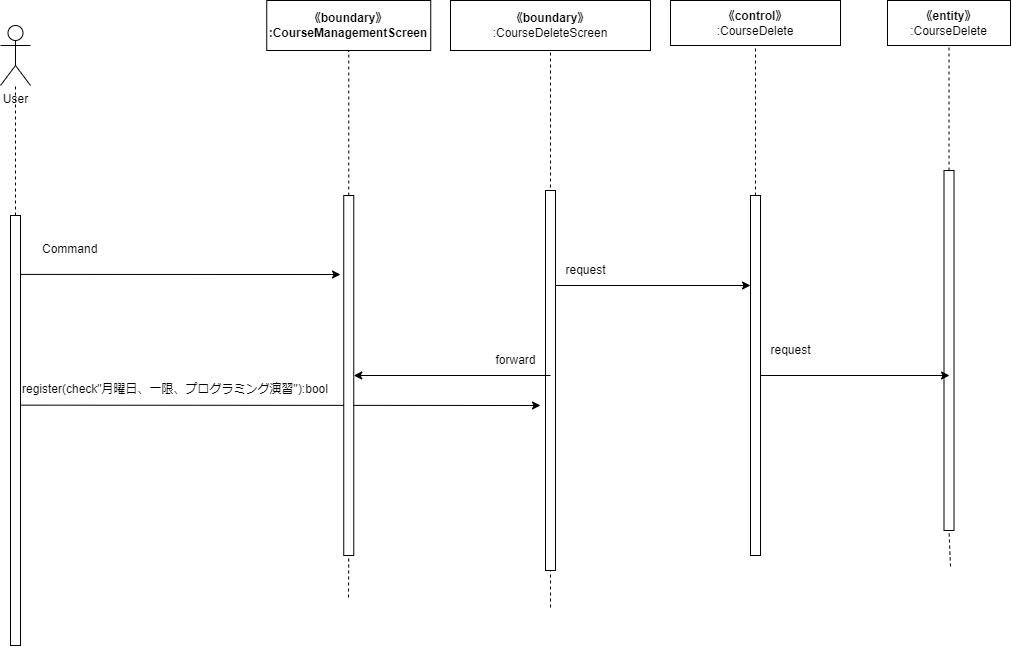 《boundary》
:CourseManagementScreen
《boundary》
:CourseDeleteScreen
《control》
:CourseDelete
《entity》
:CourseDelete
User
Command
request
request
forward
register(check"月曜日、一限、プログラミング演習"):bool